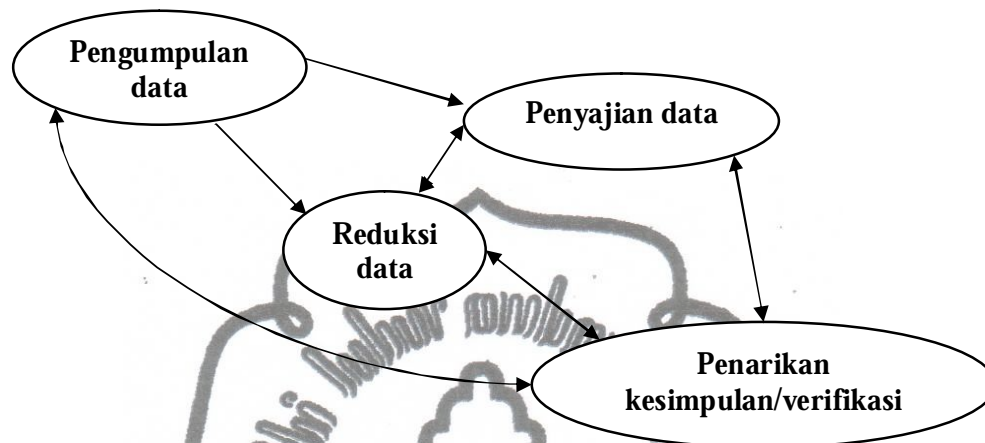 Pengumpulan
data
Penyajian data
Reduksi
data
Penarikan
kesimpulan/verifikasi